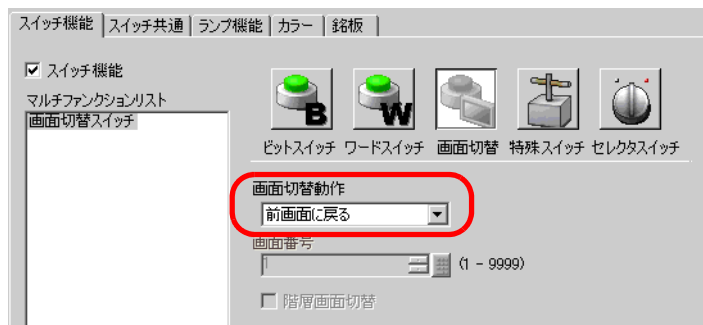 スイッチ機能 スイッチ共通 ランプ機能 カラー 銘板
スイッチ機能
マルチファンクションリスト
画面切替スイッチ
B W
ビットスイッチ ワードスイッチ 画面切替 特殊スイッチ セレクタスイッチ
画面切替動作
前画面に戻る
画面番号
1 (1 - 9999)
階層画面切替